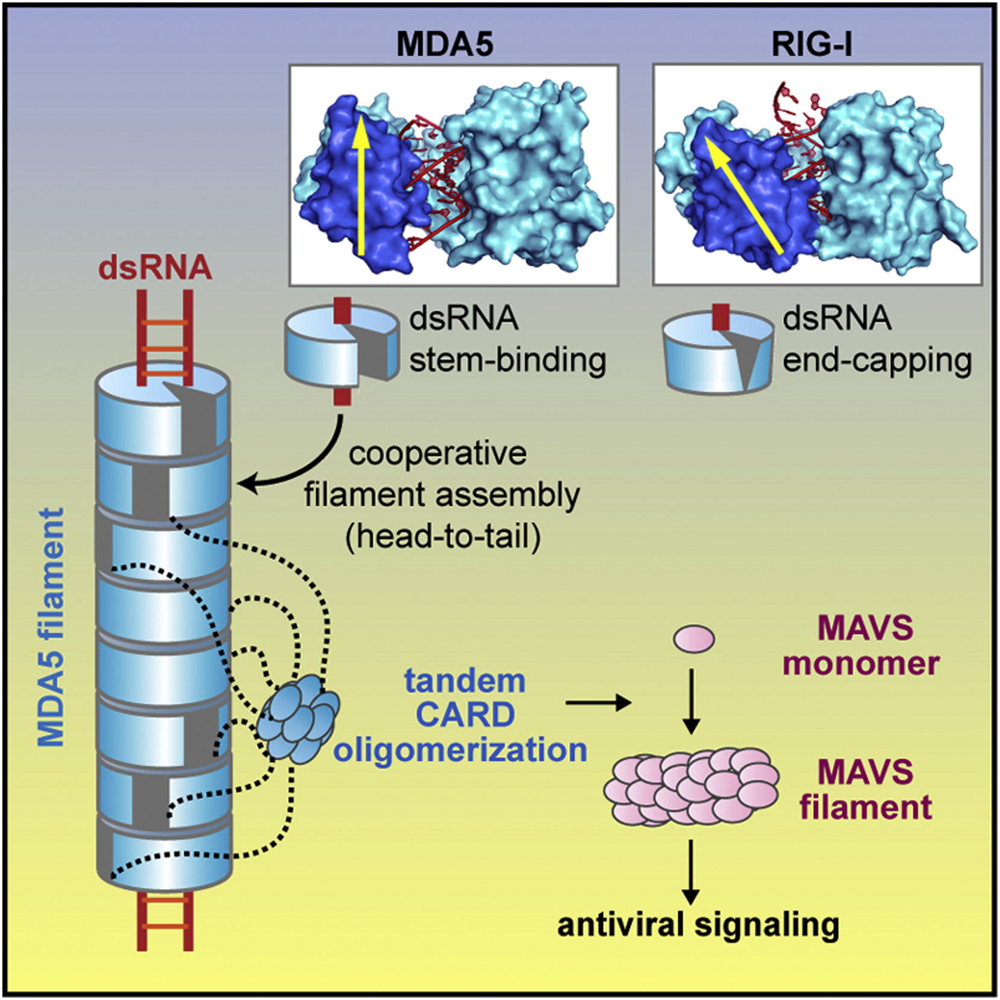 MDA5
RIG-I
dsRNA
dsRNA
stem-binding
dsRNA
end-capping
cooperative
filament assembly
(head-to-tail)
MDA5 filament
tandem
CARD
oligomerization
MAVS
monomer
MAVS
filament
antiviral signaling